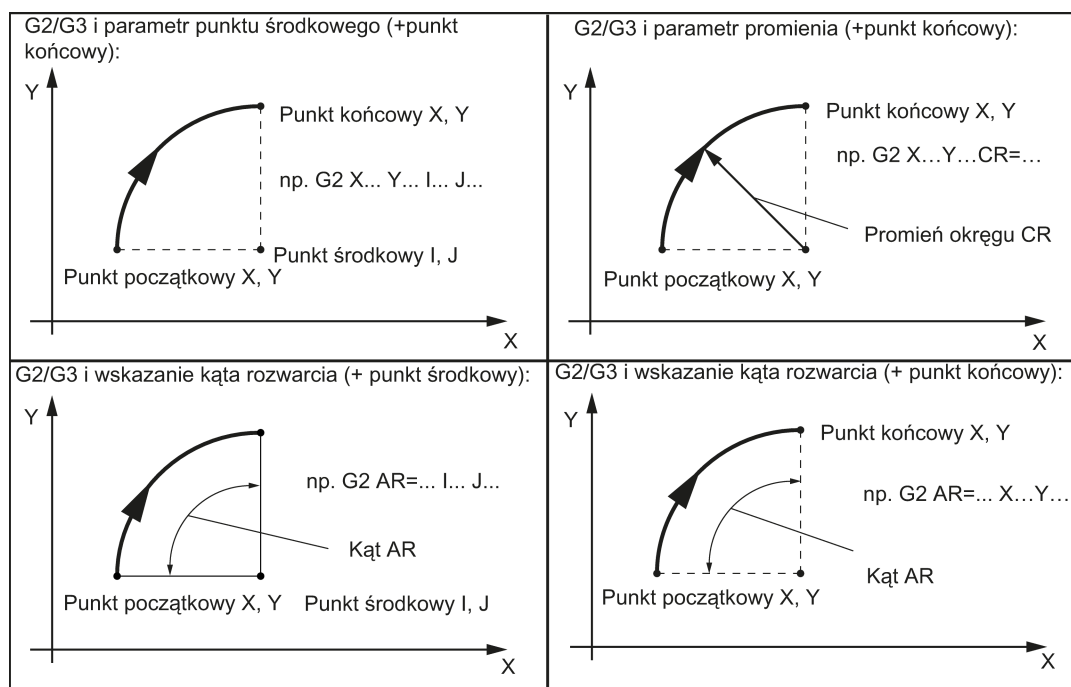 G2/G3 i parametr punktu środkowego (+punkt
końcowy):
Y
Punkt końcowy X, Y
np. G2 X... Y... I... J...
Punkt środkowy I, J
Punkt początkowy X, Y
X
G2/G3 i parametr promienia (+punkt końcowy):
Y
Punkt końcowy X, Y
np. G2 X...Y...CR=...
Promień okręgu CR
Punkt początkowy X, Y
X
G2/G3 i wskazanie kąta rozwarcia (+ punkt środkowy):
Y
np. G2 AR=... I... J...
Kąt AR
Punkt początkowy X, Y
Punkt środkowy I, J
X
G2/G3 i wskazanie kąta rozwarcia (+ punkt końcowy):
Y
Punkt końcowy X, Y
np. G2 AR=... X...Y...
Kąt AR
Punkt początkowy X, Y
X